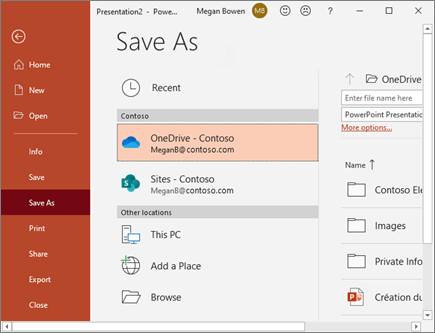 Presentation2 - Powe...
Megan Bowen
MB
Save As
Home
New
Open
Info
Save
Save As
Print
Share
Export
Close
Recent
Contoso
OneDrive - Contoso
MeganB@contoso.com
Sites - Contoso
MeganB@contoso.com
Other locations
This PC
Add a Place
Browse
OneDrive
Enter file name here
PowerPoint Presenta
More options...
Name
Contoso Ele
Images
Private Info
Création du